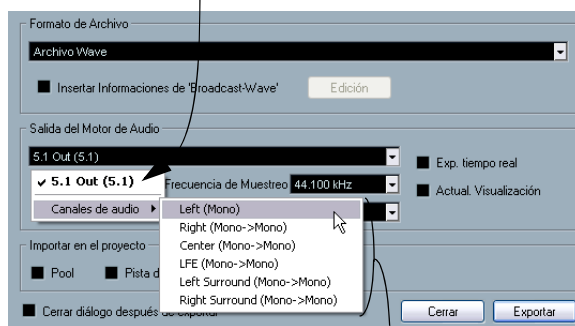 Formato de Archivo
Archivo Wave
Insertar Informaciones de 'Broadcast-Wave'
Edición
Salida del Motor de Audio
5.1 Out (5.1)
Exp. tiempo real
✓ 5.1 Out (5.1)
Frecuencia de Muestreo
44.100 kHz
Actual. Visualización
Canales de audio
Left (Mono)
Right (Mono->Mono)
Center (Mono->Mono)
LFE (Mono->Mono)
Left Surround (Mono->Mono)
Right Surround (Mono->Mono)
Importar en el proyecto
Pool
Pista d
Cerrar diálogo después
Cerrar
Exportar